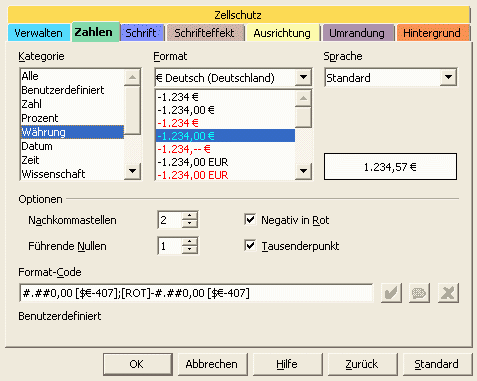 Zellschutz
Verwalten Zahlen Schrift Schrifteffekt Ausrichtung Umrandung Hintergrund
Kategorie Format Sprache
€ Deutsch (Deutschland) Standard
Alle
Benutzerdefiniert
Zahl
Prozent
Währung
Datum
Zeit
Wissenschaft
-1.234 €
-1.234,00 €
-1.234 €
-1.234,00 €
-1.234,-- €
-1.234,00 EUR
-1.234,00 EUR
1.234,57 €
Optionen
Nachkommastellen 2 Negativ in Rot
Führende Nullen 1 Tausenderpunkt
Format-Code
#.##0,00 [$€-407];[ROT]-#.##0,00 [$€-407]
Benutzerdefiniert
OK Abbrechen Hilfe Zurück Standard